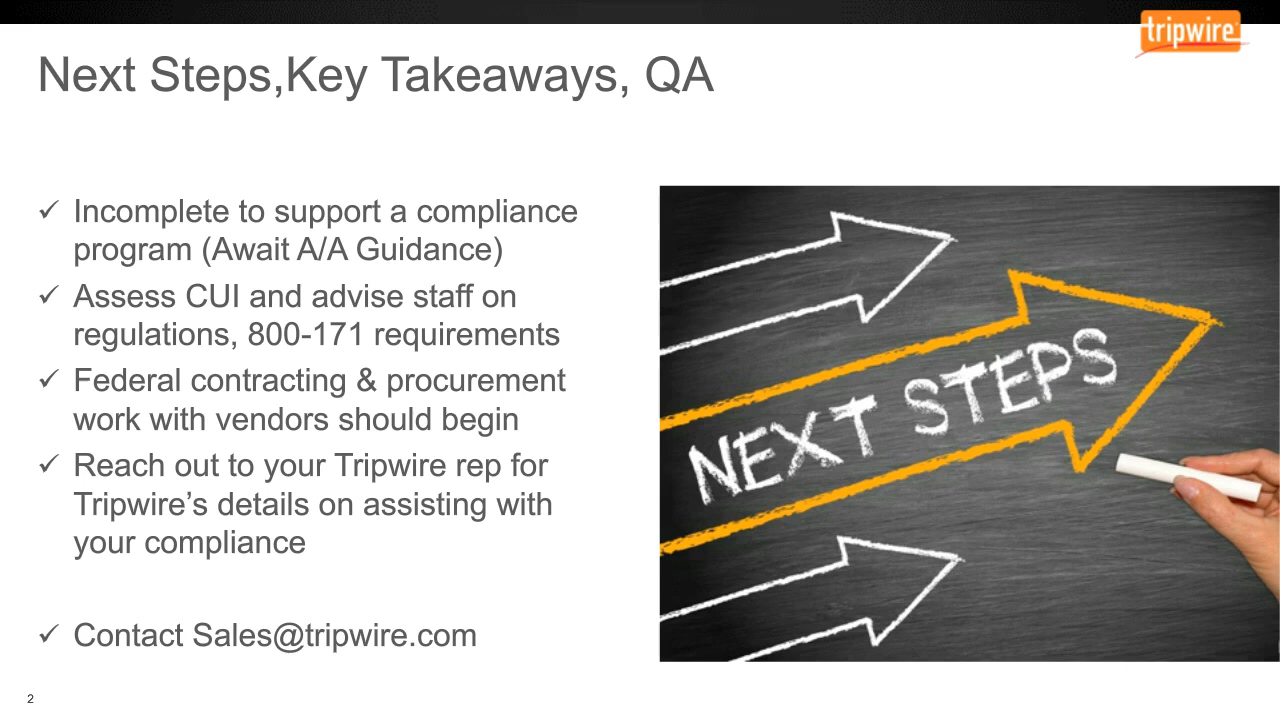 tripwire
Next Steps,Key Takeaways, QA
✓ Incomplete to support a compliance
program (Await A/A Guidance)
✓ Assess CUI and advise staff on
regulations, 800-171 requirements
✓ Federal contracting & procurement
work with vendors should begin
✓ Reach out to your Tripwire rep for
Tripwire’s details on assisting with
your compliance
✓ Contact Sales@tripwire.com
NEXT STEPS
2